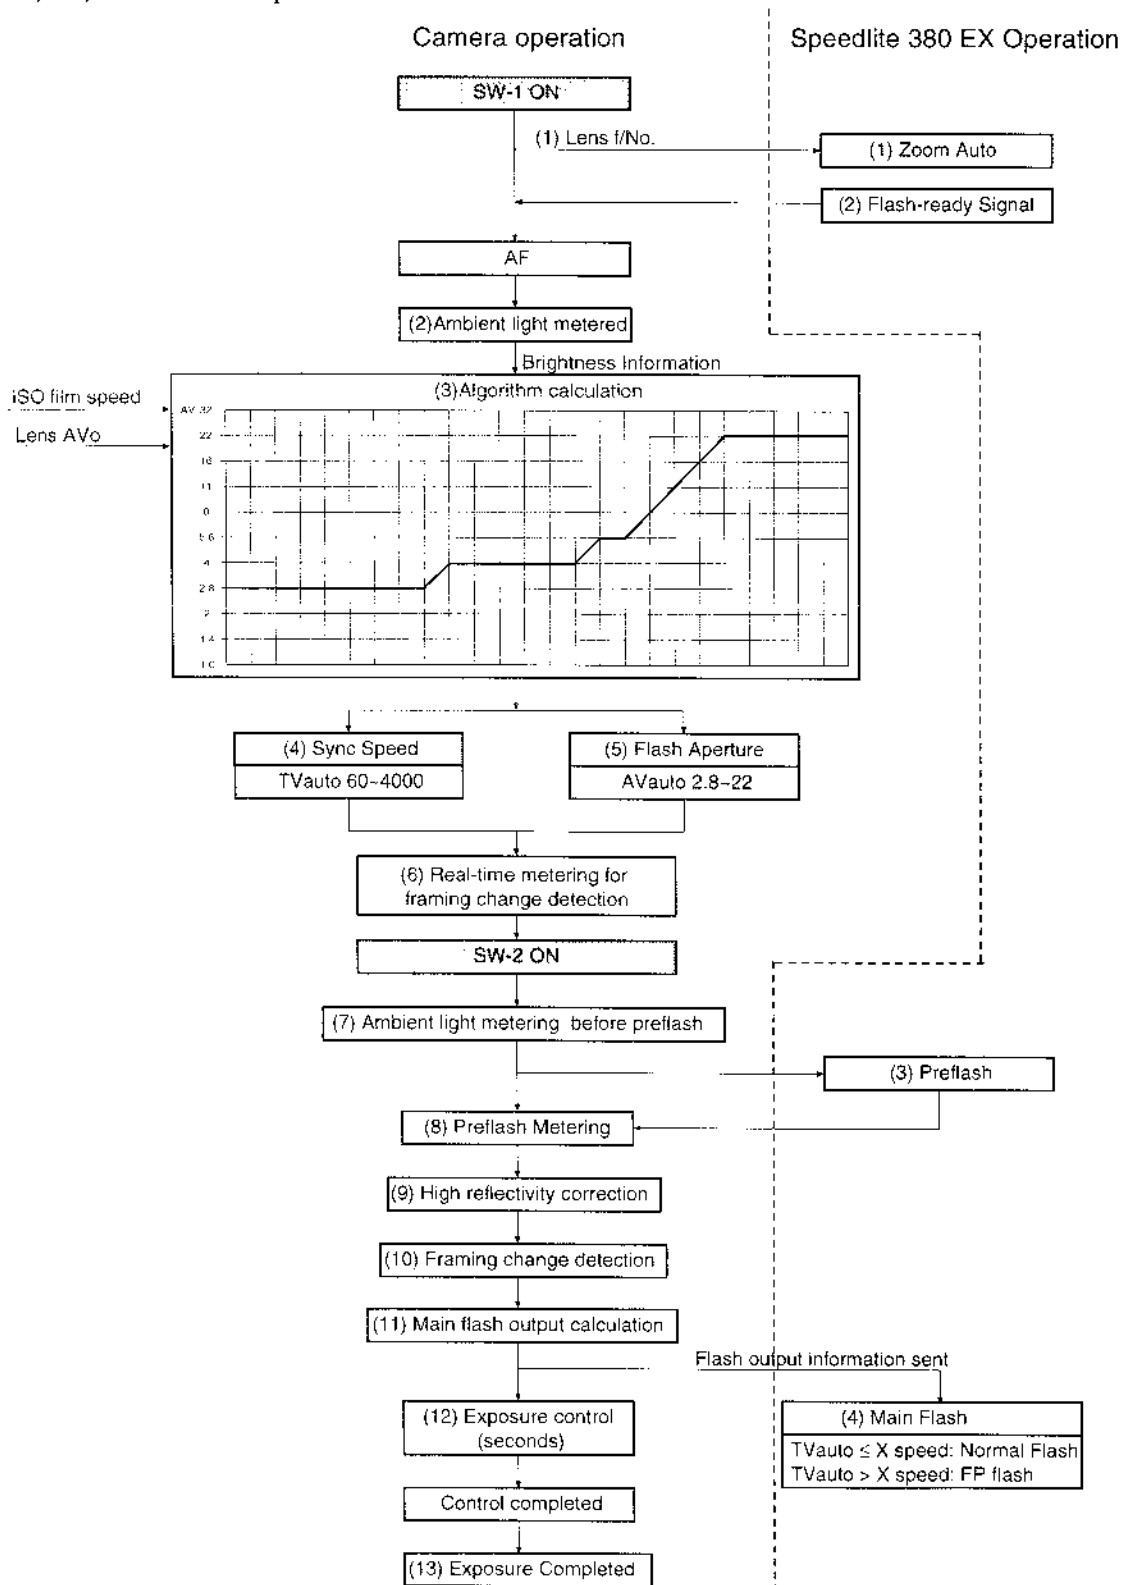 Camera operation
Speedlite 380 EX Operation
SW-1 ON
(1) Lens f/No.
(1) Zoom Auto
(2) Flash-ready Signal
AF
(2)Ambient light metered
Brightness Information
(3)Algorithm calculation
ISO film speed
Lens AVo
AV 32
22
16
11
8
5.6
4
2.8
2
1.4
1.0
(4) Sync Speed
TVauto 60~4000
(5) Flash Aperture
AVauto 2.8~22
(6) Real-time metering for
framing change detection
SW-2 ON
(7) Ambient light metering before preflash
(3) Preflash
(8) Preflash Metering
(9) High reflectivity correction
(10) Framing change detection
(11) Main flash output calculation
Flash output information sent
(12) Exposure control
(seconds)
(4) Main Flash
TVauto ≤ X speed: Normal Flash
TVauto > X speed: FP flash
Control completed
(13) Exposure Completed